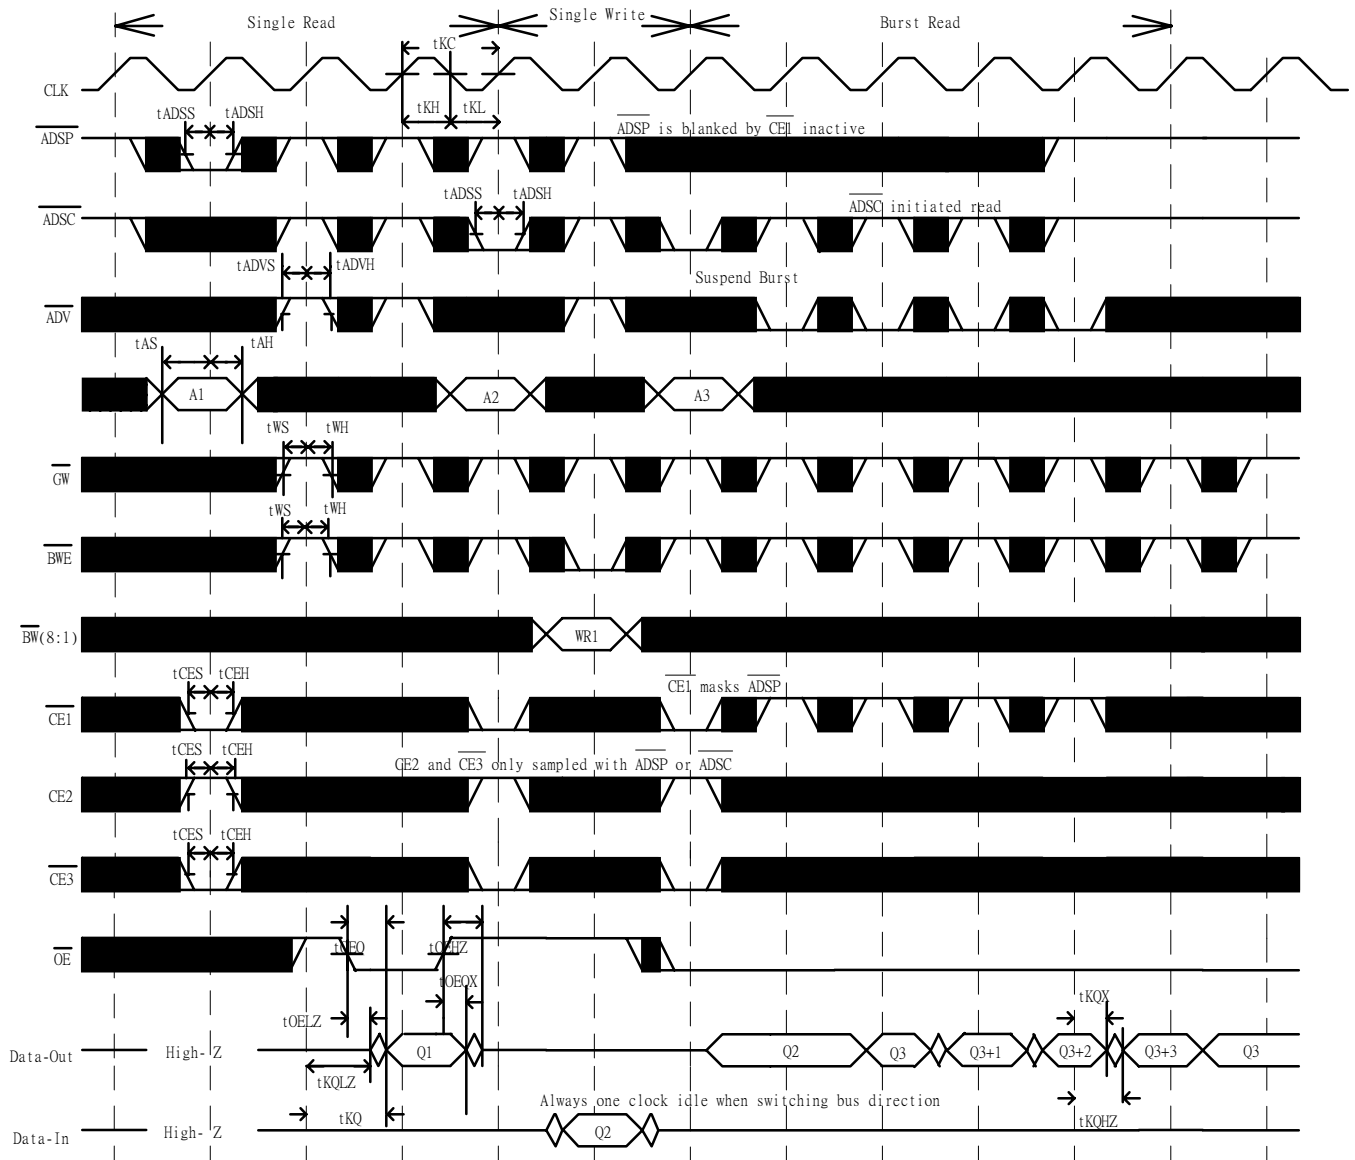 Single Read
Single Write
Burst Read
tKC
CLK
tKH
tKL
tADSS
tADSH
ADSP
ADSP is blanked by CE1 inactive
tADSS
tADSH
ADSC
ADSC initiated read
tADVS
tADVH
Suspend Burst
ADV
tAS
tAH
A1
A2
A3
tWS
tWH
GW
tWS
tWH
BWE
BW(8:1)
WR1
tCES
tCEH
CE1 masks ADSP
CE1
tCES
tCEH
CE2 and CE3 only sampled with ADSP or ADSC
CE2
tCES
tCEH
CE3
tOEQ
tOEHZ
OE
tOEQX
tOELZ
tKQX
Data-Out
High-Z
Q1
Q2
Q3
Q3+1
Q3+2
Q3+3
Q3
tKQLZ
tKQ
Always one clock idle when switching bus direction
tKQHZ
Data-In
High-Z
Q2